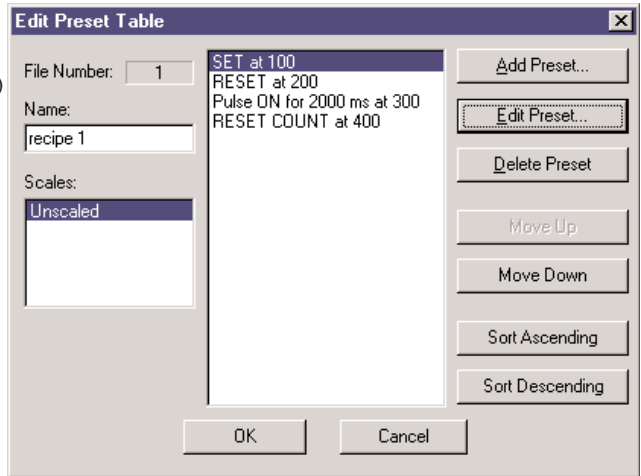 Edit Preset Table
)
File Number: 1
Name:
recipe 1
Scales:
Unscaled
SET at 100
RESET at 200
Pulse ON for 2000 ms at 300
RESET COUNT at 400
Add Preset...
Edit Preset...
Delete Preset
Move Up
Move Down
Sort Ascending
Sort Descending
OK
Cancel